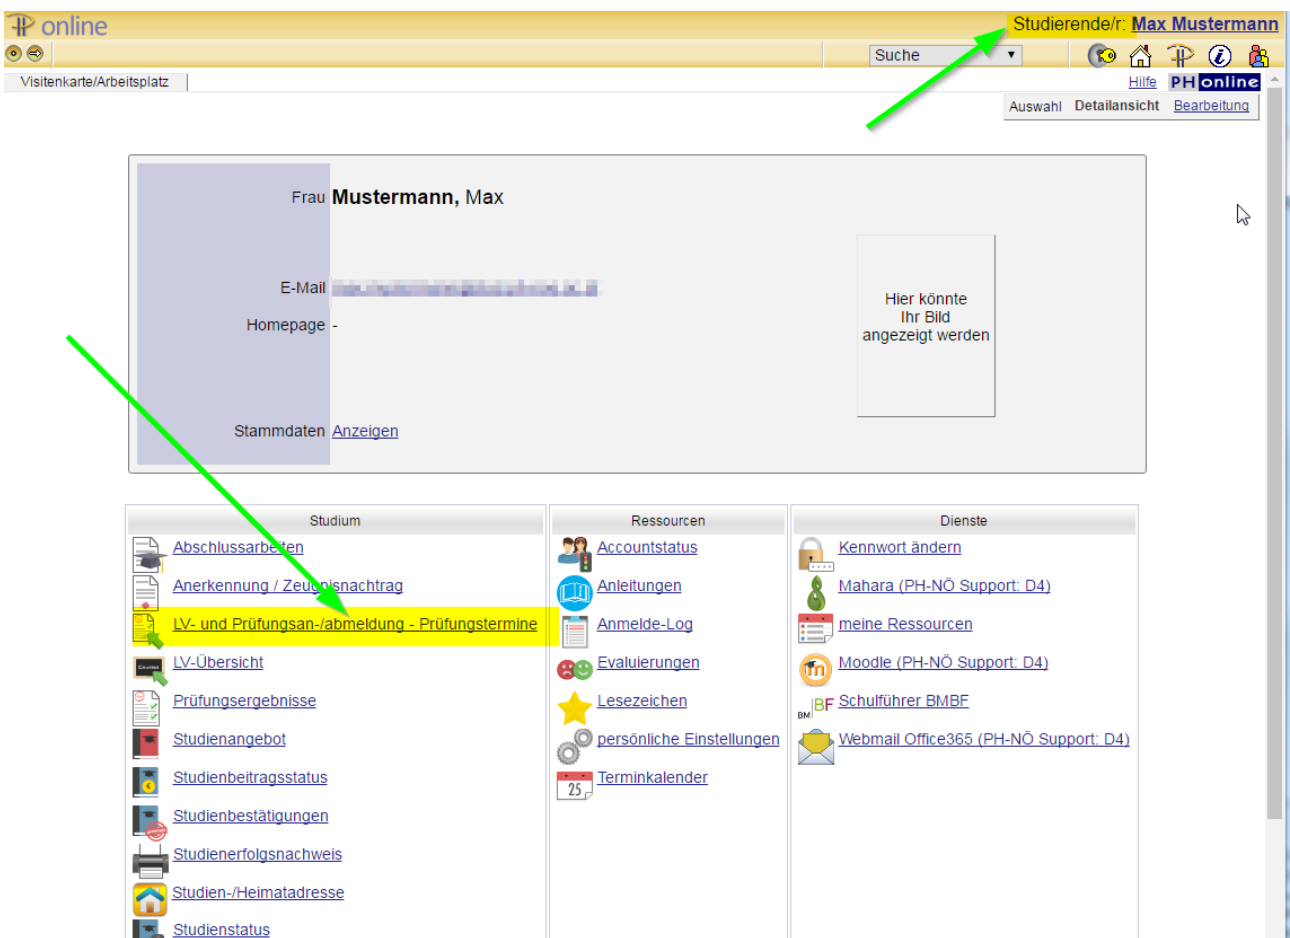 online
Studierende/r: Max Mustermann
Suche
Visitenkarte/Arbeitsplatz
Hilfe PH online
Auswahl Detailansicht Bearbeitung
Frau Mustermann, Max
E-Mail
Homepage -
Hier könnte
Ihr Bild
angezeigt werden
Stammdaten Anzeigen
Studium
Abschlussarbeiten
Anerkennung / Zeugnisnachtrag
LV- und Prüfungsan-/abmeldung - Prüfungstermine
LV-Übersicht
Prüfungsergebnisse
Studienangebot
Studienbeitragsstatus
Studienbestätigungen
Studienerfolgsnachweis
Studien-/Heimatadresse
Studienstatus
Ressourcen
Accountstatus
Anleitungen
Anmelde-Log
Evaluierungen
Lesezeichen
persönliche Einstellungen
25
Terminkalender
Dienste
Kennwort ändern
Mahara (PH-NÖ Support: D4)
meine Ressourcen
Moodle (PH-NÖ Support: D4)
BM BF Schulführer BMBF
Webmail Office365 (PH-NÖ Support: D4)